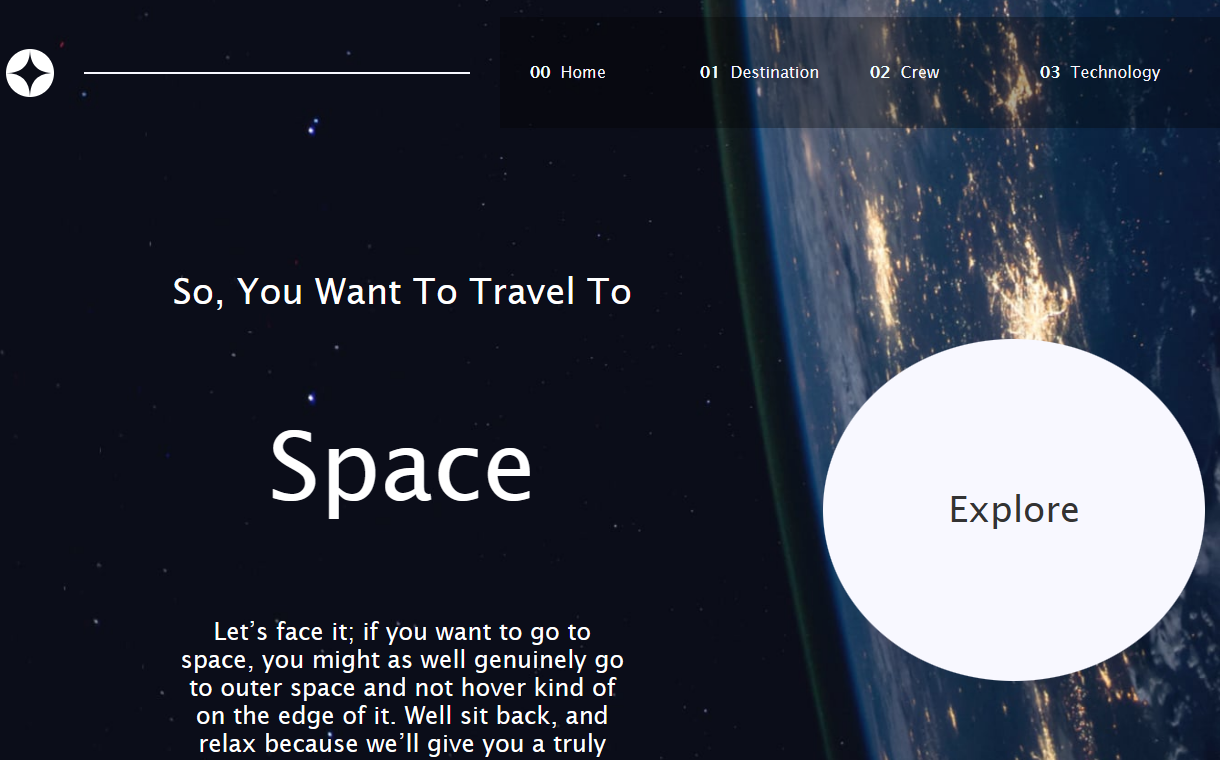 00 Home 01 Destination 02 Crew 03 Technology
So, You Want To Travel To
Space
Explore
Let’s face it; if you want to go to
space, you might as well genuinely go
to outer space and not hover kind of
on the edge of it. Well sit back, and
relax because we’ll give you a truly